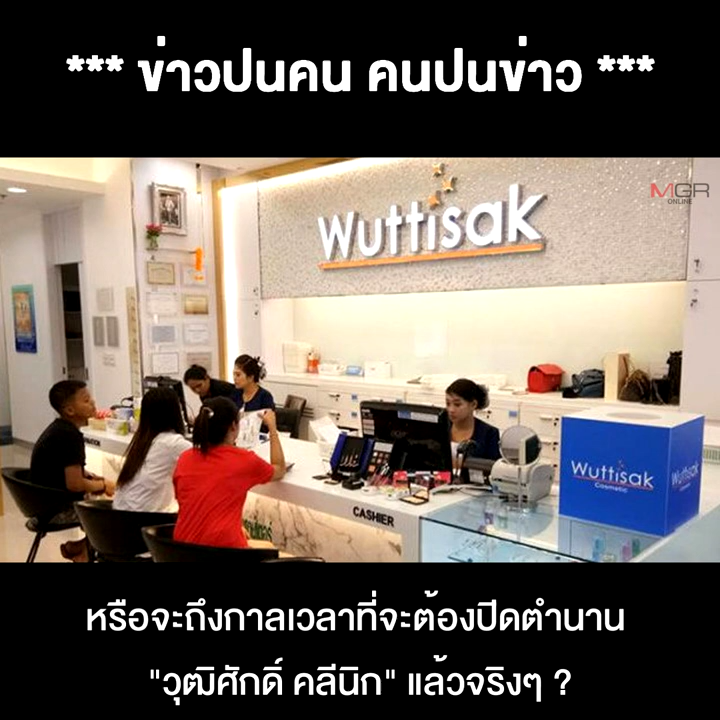 *** ข่าวปนคน คนปนข่าว ***
MGR
ONLINE
Wuttisak
CASHIER
Wuttisak
Cosmetic
Wuttisak
หรือจะถึงกาลเวลาที่จะต้องปิดตำนาน
"วุฒิศักดิ์ คลีนิก" แล้วจริงๆ ?